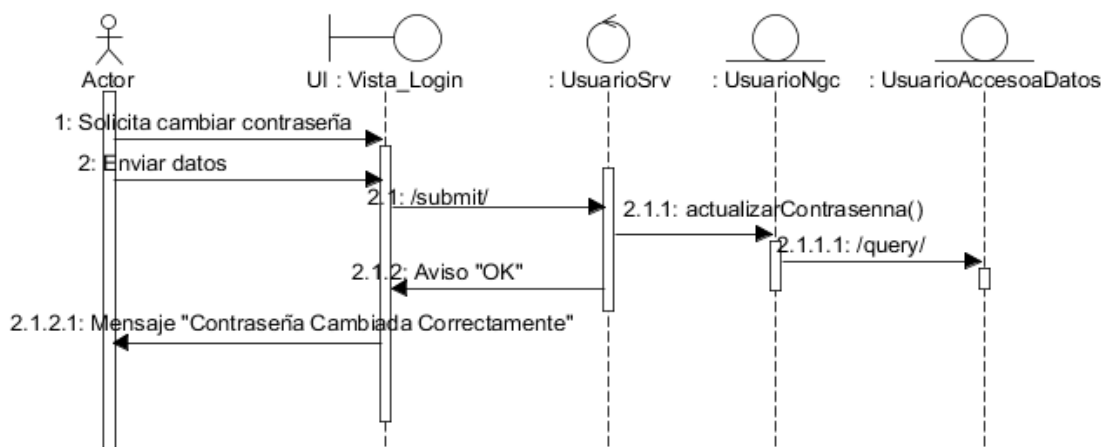 Actor
UI : Vista_Login
: UsuarioSrv
: UsuarioNgc
: UsuarioAccesoaDatos
1: Solicita cambiar contraseña
2: Enviar datos
2.1: /submit/
2.1.1: actualizarContrasenna()
2.1.1.1: /query/
2.1.2: Aviso "OK"
2.1.2.1: Mensaje "Contraseña Cambiada Correctamente"